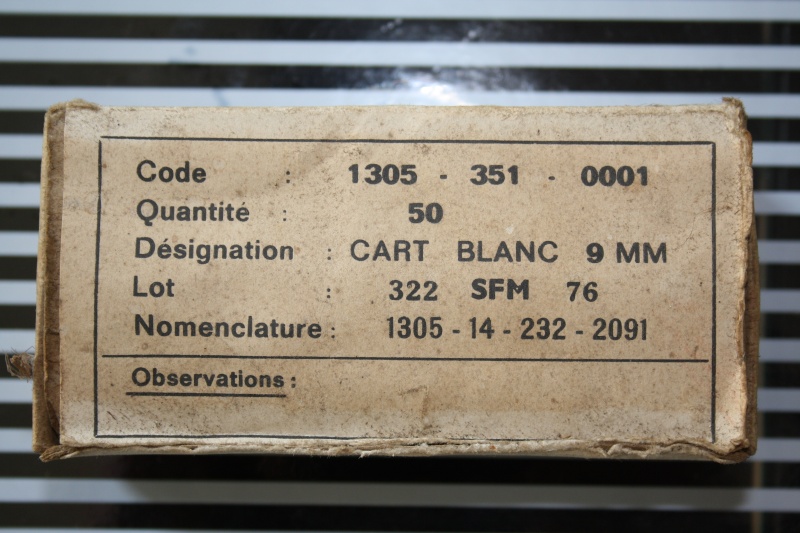 Code : 1305 - 351 - 0001
Quantité : 50
Désignation : CART BLANC 9 MM
Lot : 322 SFM 76
Nomenclature : 1305 - 14 - 232 - 2091
Observations :